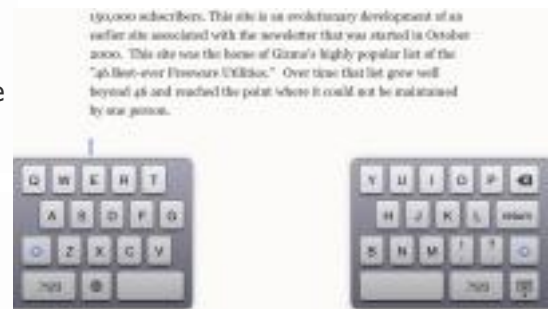 150,000 subscribers. This site is an evolutionary development of an
earlier site associated with the newsletter that was started in October
2000. This site was the home of Gizmo's highly popular list of the
"46 Best-ever Freeware Utilities." Over time that list grew well
beyond 46 and reached the point where it could not be maintained
by one person.
e
Q W E R T Y U I O P
A S D F G H J K L return
Z X C V B N M ! , ? .
.?123 .?123